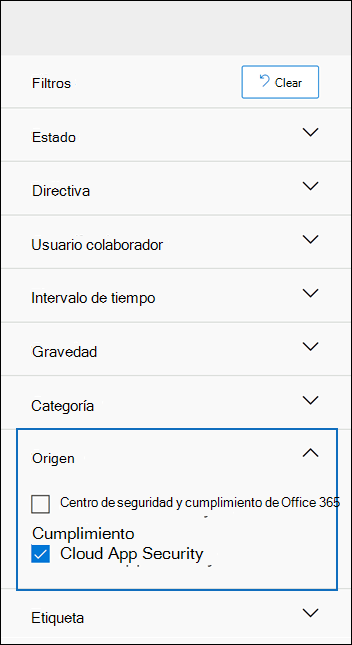 Filtros
Clear
Estado
Directiva
Usuario colaborador
Intervalo de tiempo
Gravedad
Categoría
Origen
Centro de seguridad y cumplimiento de Office 365
Cumplimiento
Cloud App Security
Etiqueta